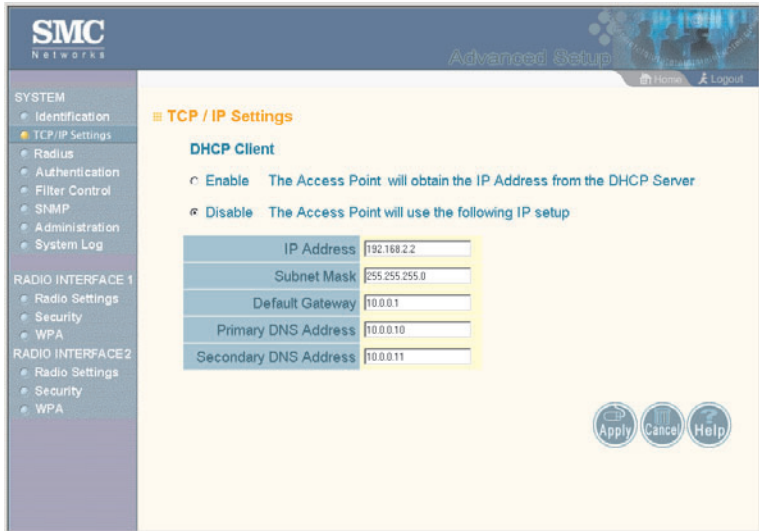 SMC
Networks
Advanced Setup
Home Logout
SYSTEM
Identification
TCP/IP Settings
Radius
Authentication
Filter Control
SNMP
Administration
System Log
RADIO INTERFACE 1
Radio Settings
Security
WPA
RADIO INTERFACE2
Radio Settings
Security
WPA
TCP / IP Settings
DHCP Client
Enable The Access Point will obtain the IP Address from the DHCP Server
Disable The Access Point will use the following IP setup
IP Address 192.168.2.2
Subnet Mask 255.255.255.0
Default Gateway 10.0.0.1
Primary DNS Address 10.0.0.10
Secondary DNS Address 10.0.0.11
Apply Cancel Help